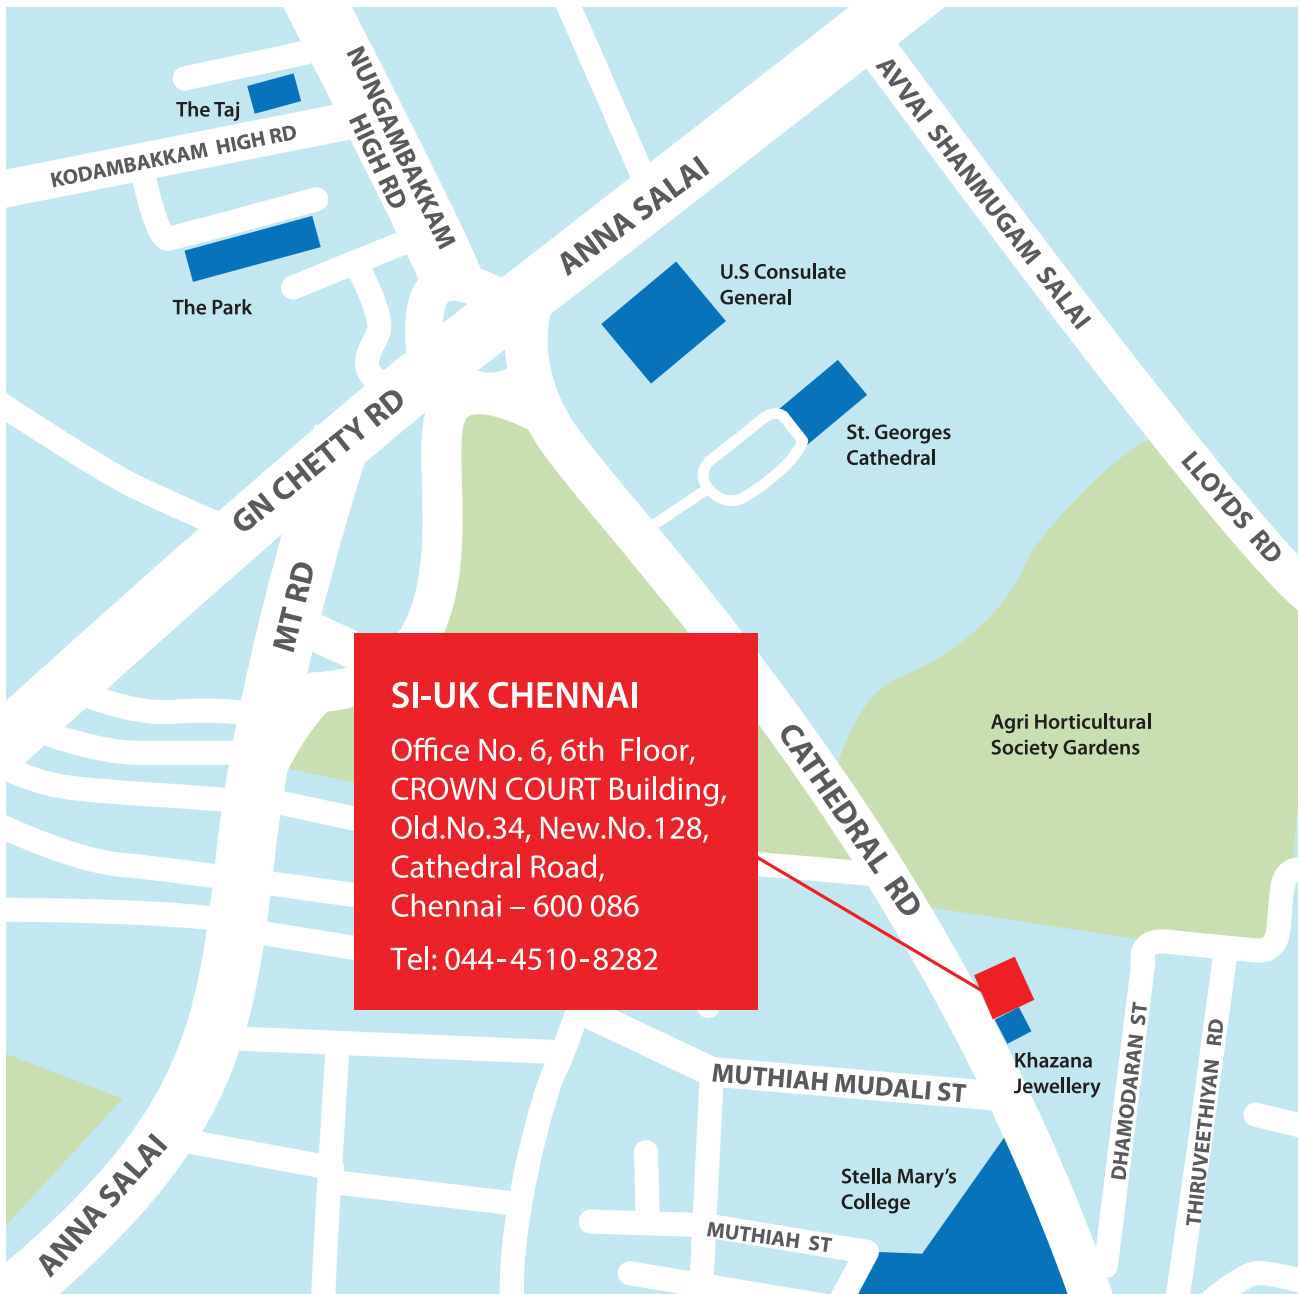 The Taj
KODAMBAKKAM HIGH RD
The Park
NUNGAMBAKKAM
HIGH RD
ANNA SALAI
AVVAI SHANMUGAM SALAI
U.S Consulate
General
St. Georges
Cathedral
LLOYDS RD
GN CHETTY RD
MT RD
SI-UK CHENNAI
Office No. 6, 6th Floor,
CROWN COURT Building,
Old.No.34, New.No.128,
Cathedral Road,
Chennai – 600 086
Tel: 044-4510-8282
CATHEDRAL RD
Agri Horticultural
Society Gardens
Khazana
Jewellery
DHAMODARAN ST
THIRUVEETHIYAN RD
MUTHIAH MUDALI ST
Stella Mary's
College
MUTHIAH ST
ANNA SALAI